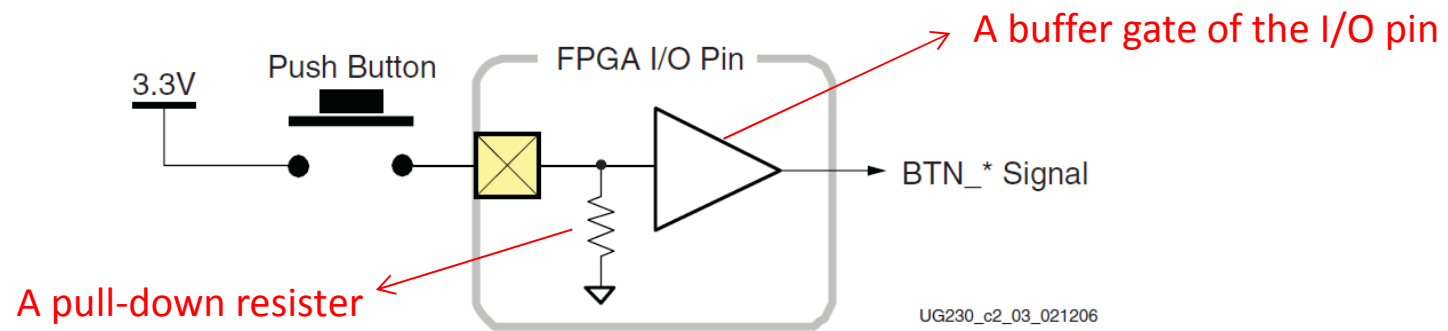 A buffer gate of the I/O pin
FPGA I/O Pin
Push Button
3.3V
BTN_* Signal
A pull-down resister
UG230_c2_03_021206